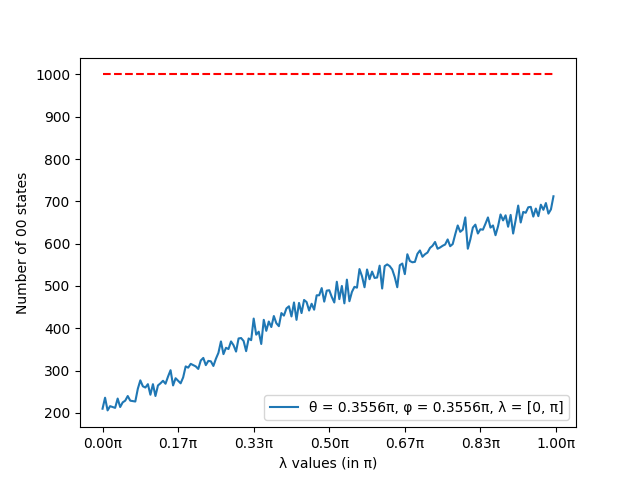 1000
900
800
700
600
500
400
300
200
Number of 00 states
θ = 0.3556π, φ = 0.3556π, λ = [0, π]
0.00π 0.17π 0.33π 0.50π 0.67π 0.83π 1.00π
λ values (in π)